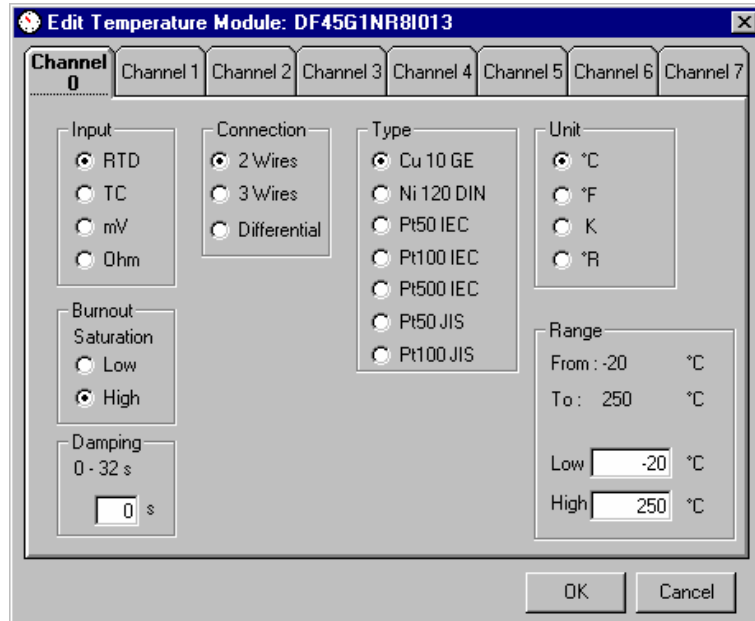 Edit Temperature Module: DF45G1NR8I013
Channel 0
Channel 1
Channel 2
Channel 3
Channel 4
Channel 5
Channel 6
Channel 7
Input
RTD
TC
mV
Ohm
Connection
2 Wires
3 Wires
Differential
Type
Cu 10 GE
Ni 120 DIN
Pt50 IEC
Pt100 IEC
Pt500 IEC
Pt50 JIS
Pt100 JIS
Unit
°C
°F
K
°R
Burnout
Saturation
Low
High
Damping
0 - 32 s
0 s
Range
From : -20 °C
To : 250 °C
Low -20 °C
High 250 °C
OK
Cancel